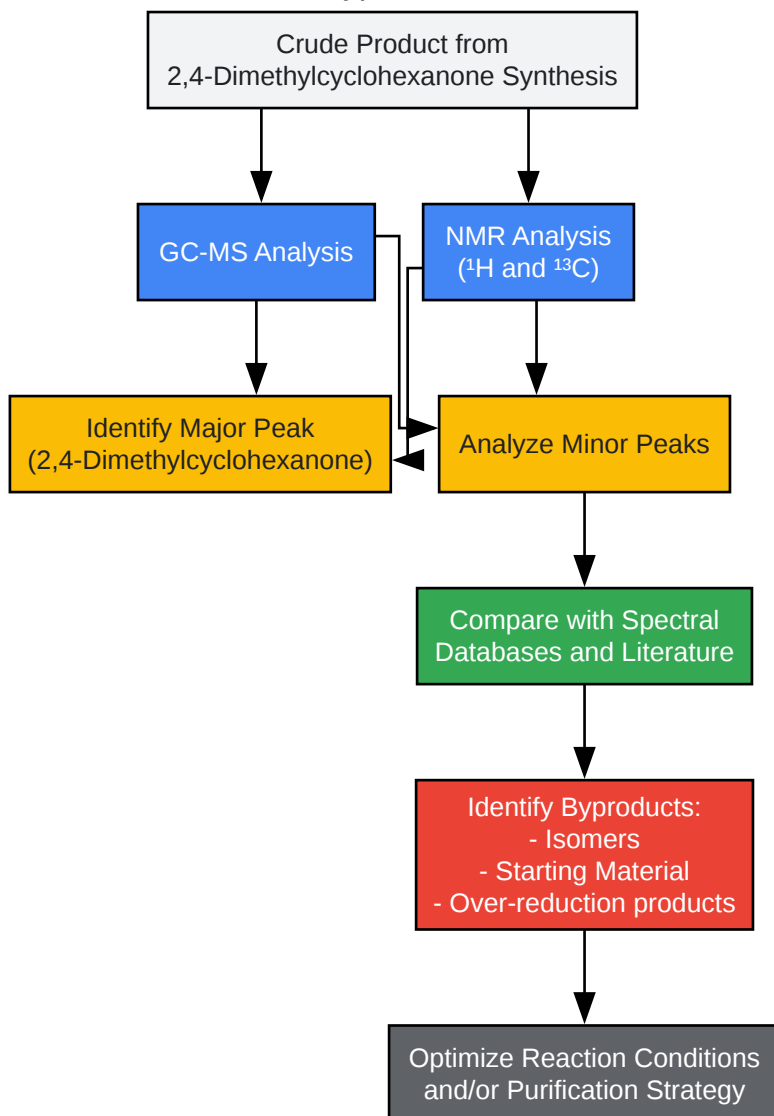 Crude Product from
2,4-Dimethylcyclohexanone Synthesis
GC-MS Analysis
NMR Analysis
(¹H and ¹³C)
Identify Major Peak
(2,4-Dimethylcyclohexanone)
Analyze Minor Peaks
Compare with Spectral
Databases and Literature
Identify Byproducts:
- Isomers
- Starting Material
- Over-reduction products
Optimize Reaction Conditions
and/or Purification Strategy